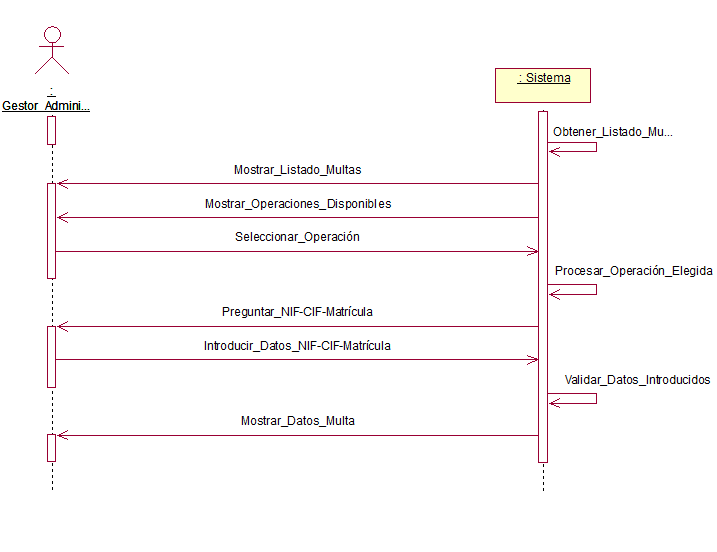 :
Gestor_Admini...
: Sistema
Obtener_Listado_Mu...
Mostrar_Listado_Multas
Mostrar_Operaciones_Disponibles
Seleccionar_Operación
Procesar_Operación_Elegida
Preguntar_NIF-CIF-Matrícula
Introducir_Datos_NIF-CIF-Matrícula
Validar_Datos_Introducidos
Mostrar_Datos_Multa